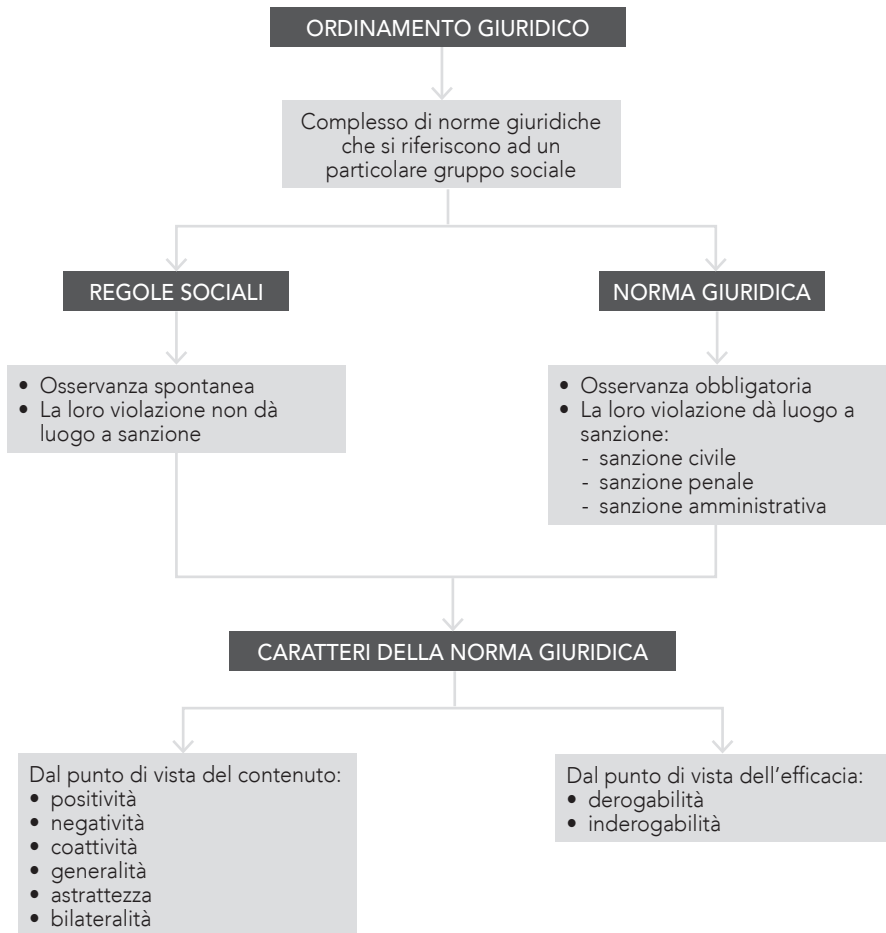 ORDINAMENTO GIURIDICO
Complesso di norme giuridiche
che si riferiscono ad un
particolare gruppo sociale
REGOLE SOCIALI
• Osservanza spontanea
• La loro violazione non dà
luogo a sanzione
NORMA GIURIDICA
• Osservanza obbligatoria
• La loro violazione dà luogo a
sanzione:
- sanzione civile
- sanzione penale
- sanzione amministrativa
CARATTERI DELLA NORMA GIURIDICA
Dal punto di vista del contenuto:
• positività
• negatività
• coattività
• generalità
• astrattezza
• bilateralità
Dal punto di vista dell’efficacia:
• derogabilità
• inderogabilità